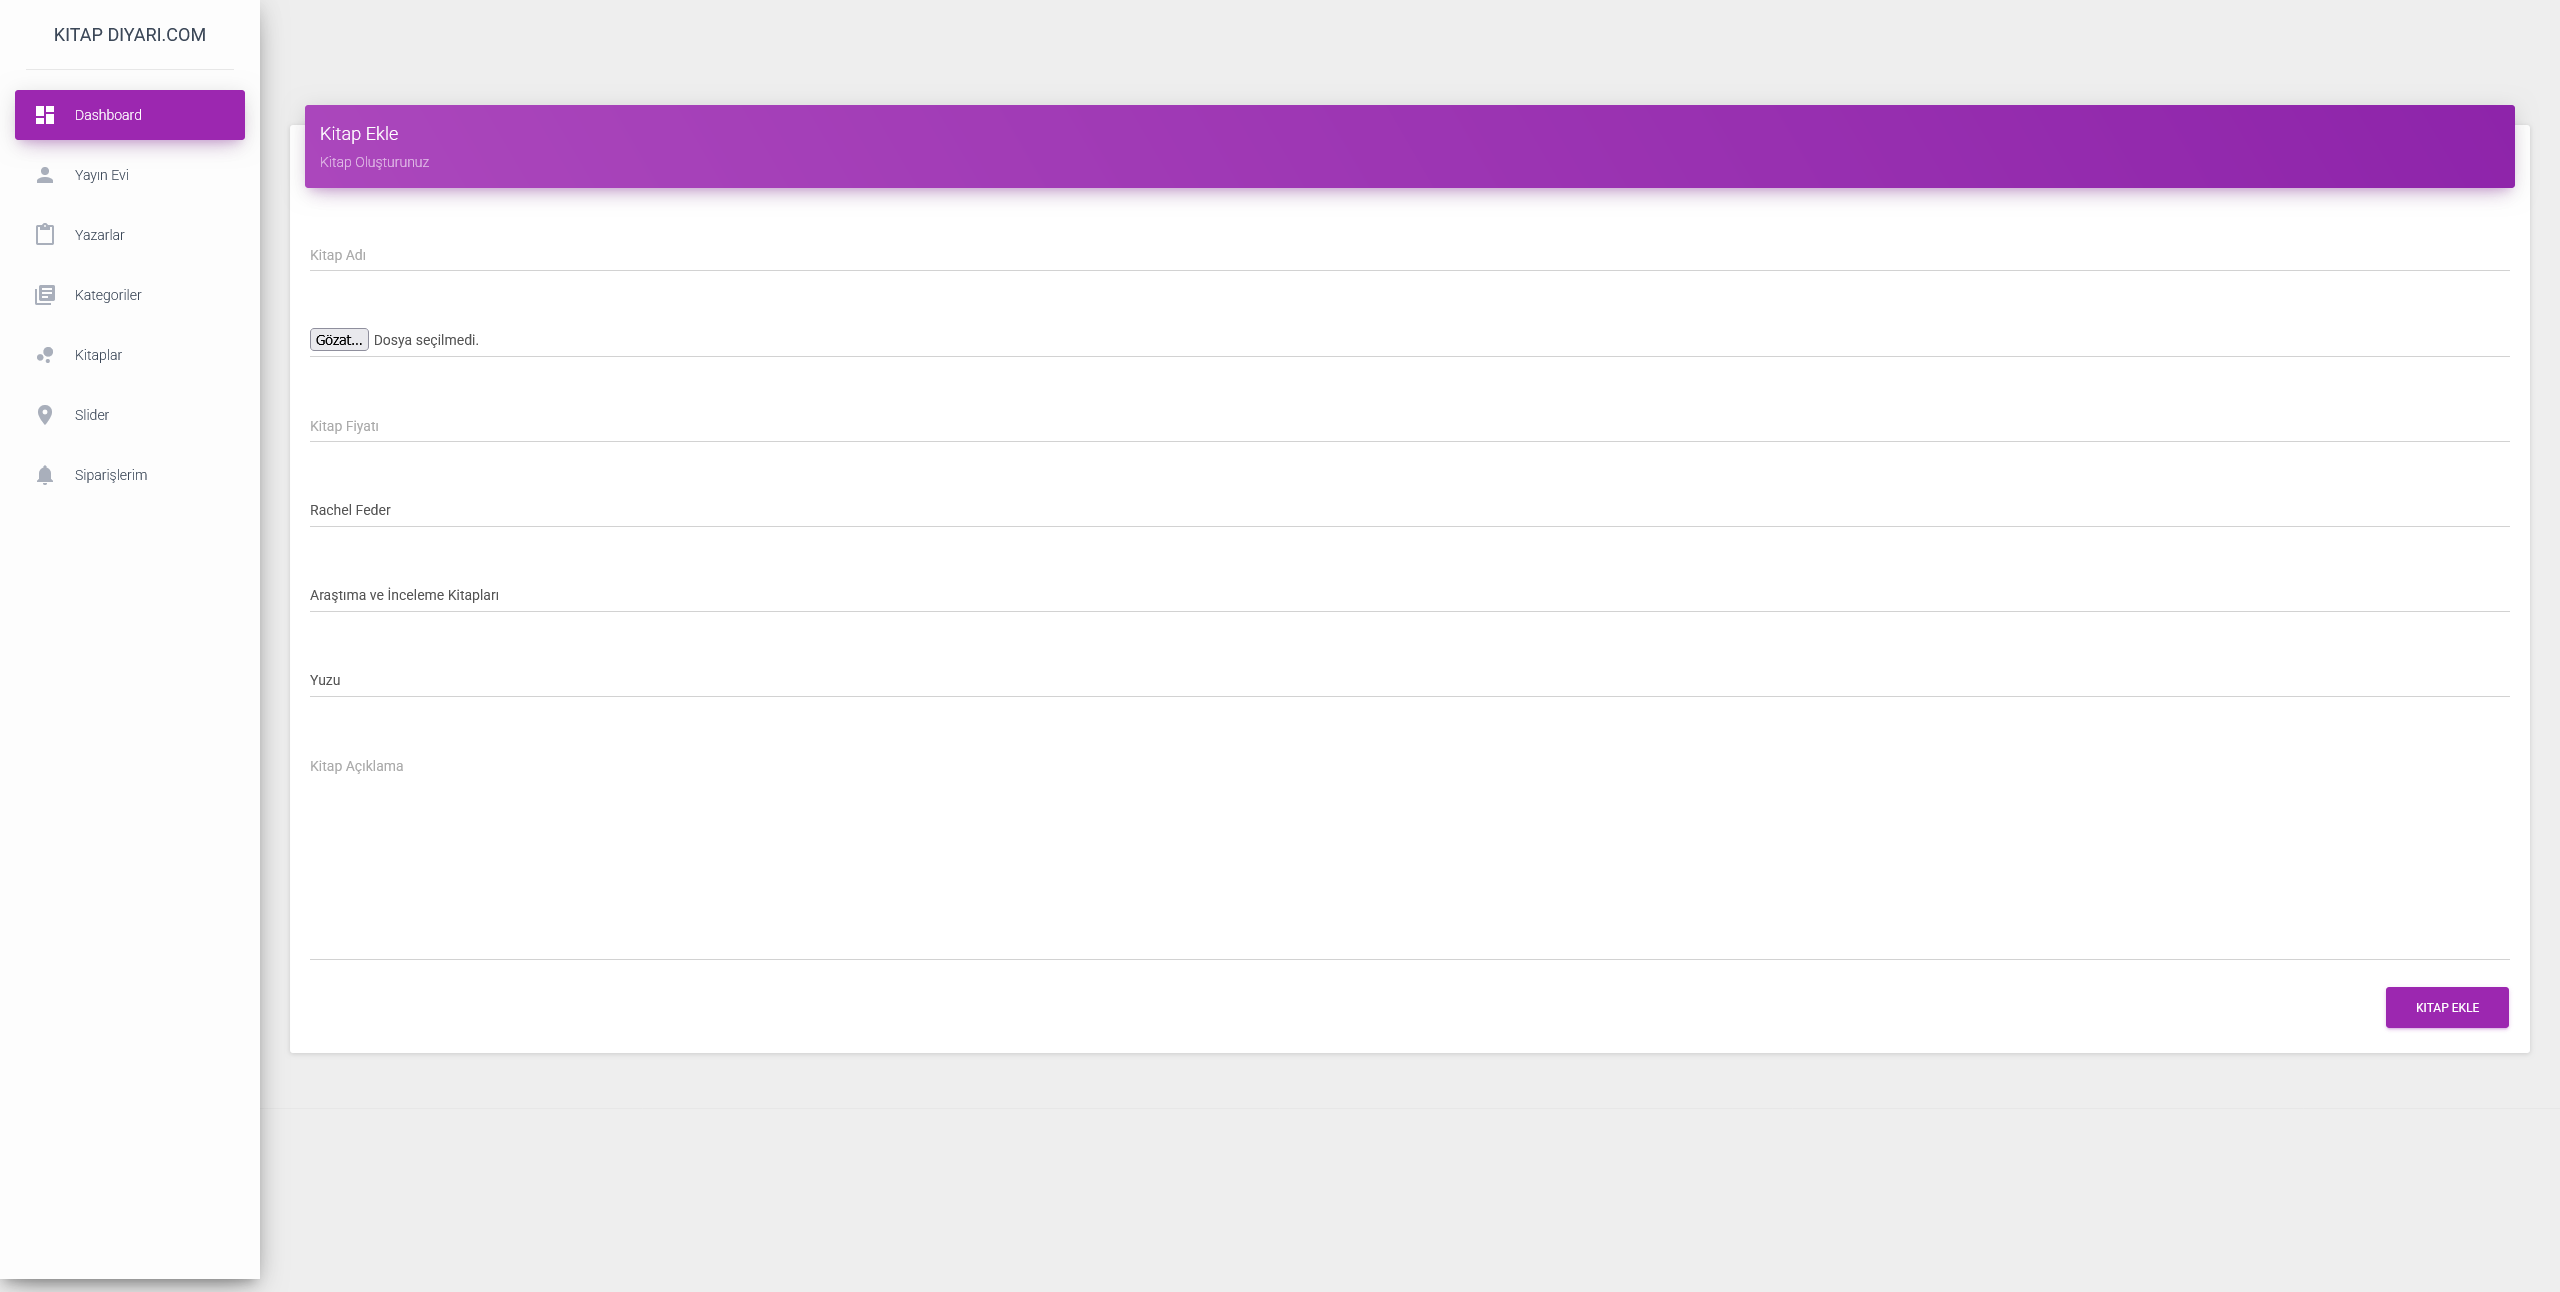 KITAP DIYARI.COM
Dashboard
Yayın Evi
Yazarlar
Kategoriler
Kitaplar
Slider
Siparişlerim
Kitap Ekle
Kitap Oluşturunuz
Kitap Adı
Gözat... Dosya seçilmedi.
Kitap Fiyatı
Rachel Feder
Araştıma ve İnceleme Kitapları
Yuzu
Kitap Açıklama
KITAP EKLE